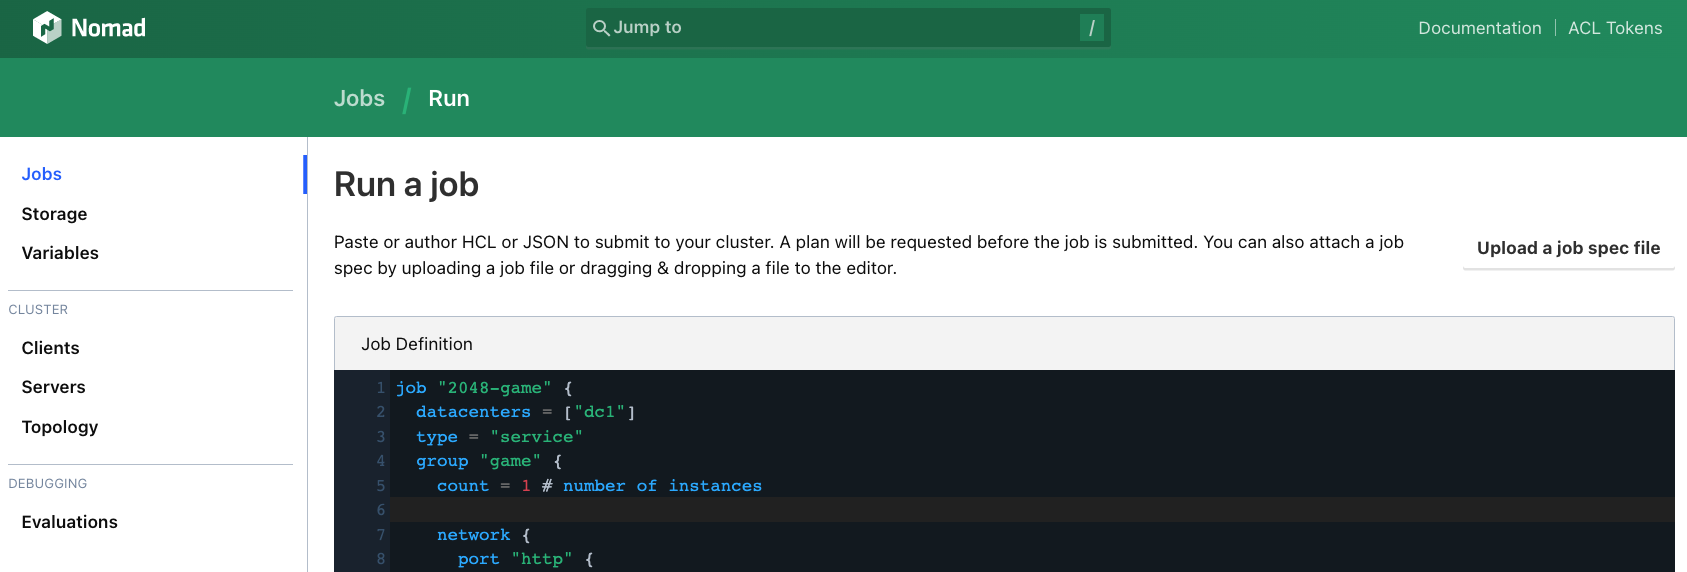 Nomad
Jump to /
Documentation | ACL Tokens
Jobs / Run
Jobs
Storage
Variables
CLUSTER
Clients
Servers
Topology
DEBUGGING
Evaluations
Run a job
Paste or author HCL or JSON to submit to your cluster. A plan will be requested before the job is submitted. You can also attach a job
spec by uploading a job file or dragging & dropping a file to the editor.
Upload a job spec file
Job Definition
1 job "2048-game" {
2   datacenters = ["dc1"]
3   type = "service"
4   group "game" {
5     count = 1 # number of instances
6
7     network {
8       port "http" {